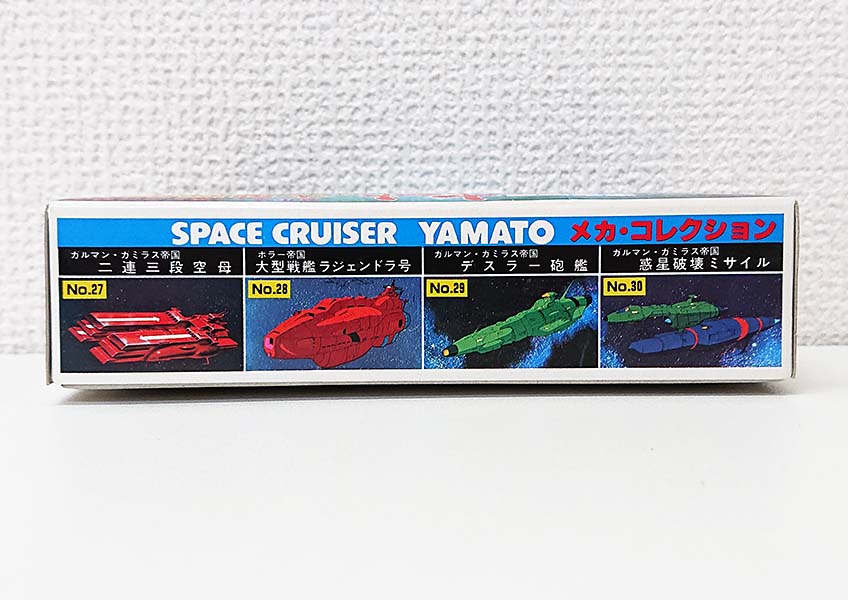 SPACE CRUISER YAMATO メカ・コレクション
ガルマン・ガミラス帝国
二連三段空母
No.27
ボラー帝国
大型戦艦ラジェンドラ号
No.28
ガルマン・ガミラス帝国
デスラー砲艦
No.29
ガルマン・ガミラス帝国
惑星破壊ミサイル
No.30